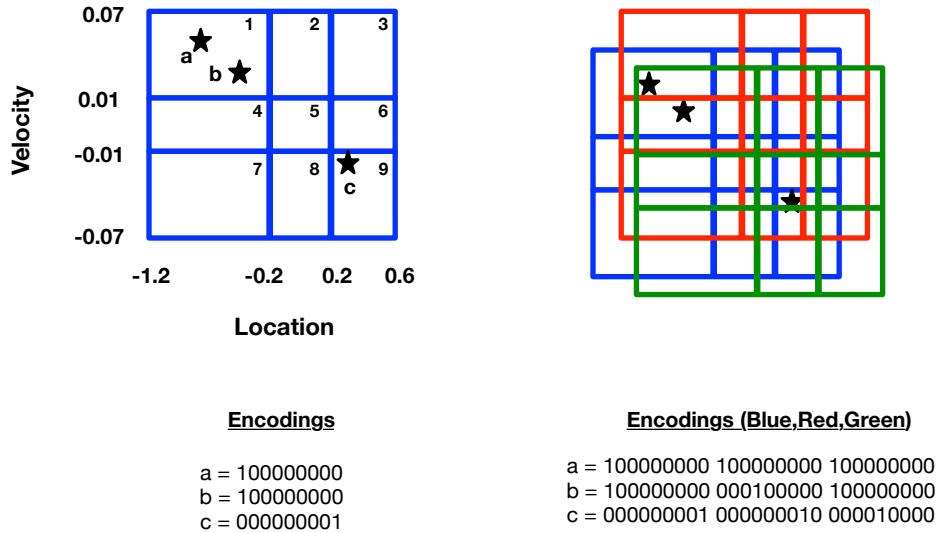 0.07
0.01
-0.01
-0.07
Velocity
1 2 3
4 5 6
7 8 9
a
b
c
-1.2 -0.2 0.2 0.6
Location
Encodings
a = 100000000
b = 100000000
c = 000000001
Encodings (Blue,Red,Green)
a = 100000000 100000000 100000000
b = 100000000 000100000 100000000
c = 000000001 000000010 000010000